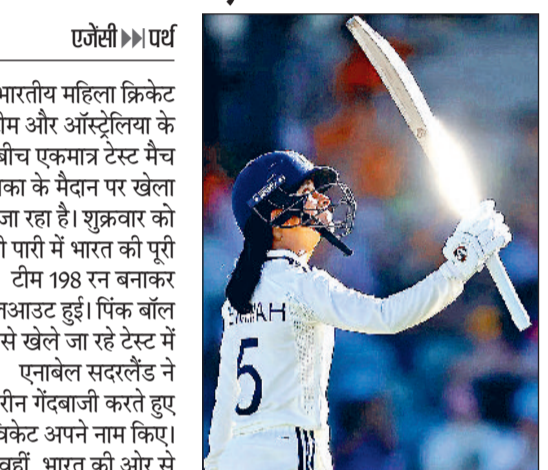 एजेंसी पर्थ
भारतीय महिला क्रिकेट
और ऑस्ट्रेलिया के
बीच एकमात्र टेस्ट मैच
के मैदान पर खेला
जा रहा है। शुक्रवार को
पारी में भारत की पूरी
टीम 198 रन बनाकर
हुई। पिंक बॉल
से खेले जा रहे टेस्ट में
एनाबेल सदरलैंड ने
गेंदबाजी करते हुए
अपने नाम किए।
वहीं, भारत की ओर से
5